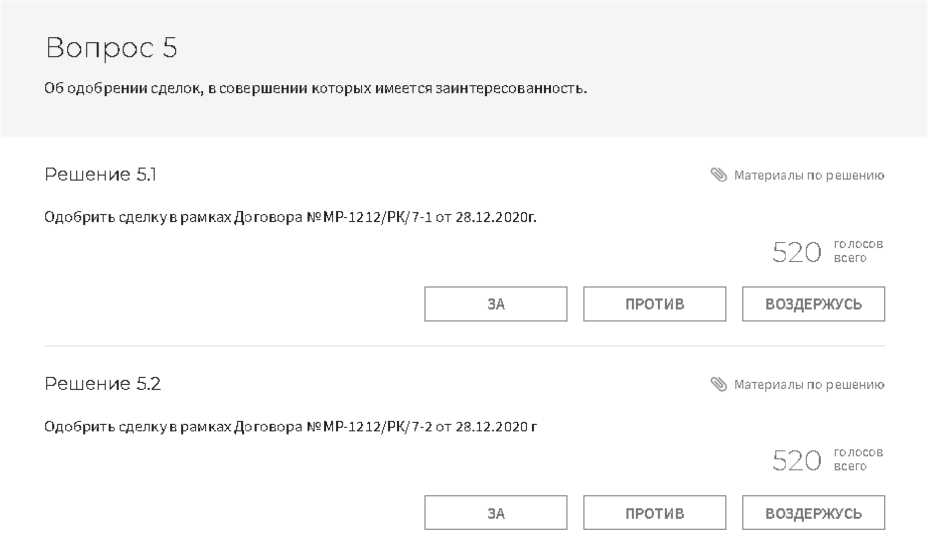 Вопрос 5
Об одобрении сделок, в совершении которых имеется заинтересованность.
Решение 5.1
Материалы по решению
Одобрить сделку в рамках Договора №МР-1212/РК/7-1 от 28.12.2020г.
520 голосов всего
ЗА
ПРОТИВ
ВОЗДЕРЖУСЬ
Решение 5.2
Материалы по решению
Одобрить сделку в рамках Договора №МР-1212/РК/7-2 от 28.12.2020 г
520 голосов всего
ЗА
ПРОТИВ
ВОЗДЕРЖУСЬ